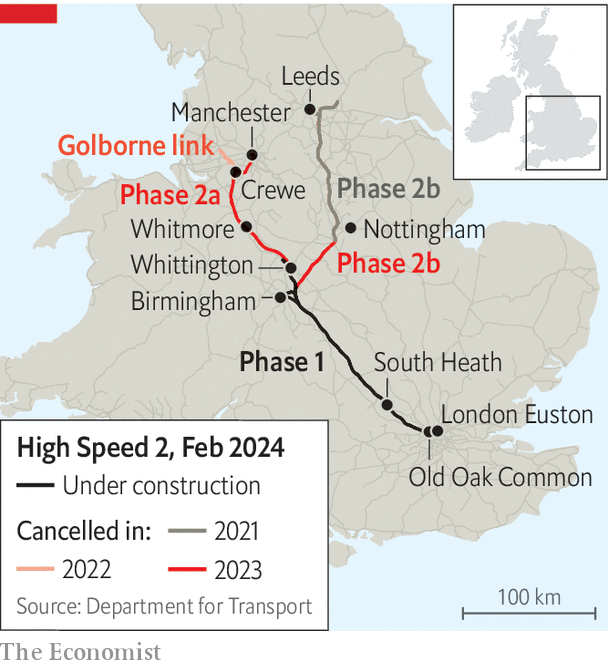 Leeds
Manchester
Golborne link
Crewe
Phase 2a
Phase 2b
Whitmore
Nottingham
Whittington
Phase 2b
Birmingham
Phase 1
South Heath
London Euston
Old Oak Common
High Speed 2, Feb 2024
Under construction
Cancelled in:
2021
2022
2023
Source: Department for Transport
100 km
The Economist